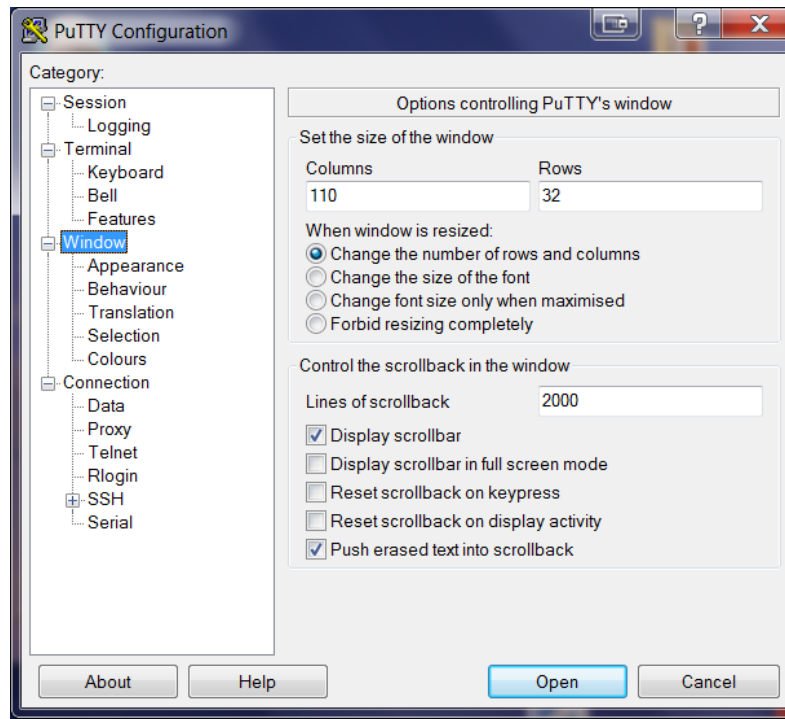 PuTTY Configuration
?
X
Category:
Session
Logging
Terminal
Keyboard
Bell
Features
Window
Appearance
Behaviour
Translation
Selection
Colours
Connection
Data
Proxy
Telnet
Rlogin
SSH
Serial
Options controlling PuTTY's window
Set the size of the window
Columns Rows
110 32
When window is resized:
Change the number of rows and columns
Change the size of the font
Change font size only when maximised
Forbid resizing completely
Control the scrollback in the window
Lines of scrollback 2000
Display scrollbar
Display scrollbar in full screen mode
Reset scrollback on keypress
Reset scrollback on display activity
Push erased text into scrollback
About Help Open Cancel